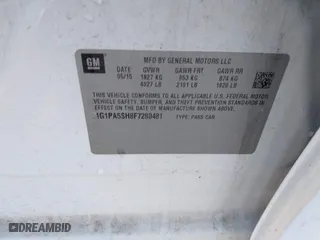 GM
MFD BY GENERAL MOTORS LLC
DATE GVWR GAWR FRT GAWR RR
05/15 1827 KG 953 KG 874 KG
4027 LB 2101 LB 1926 LB
THIS VEHICLE CONFORMS TO ALL APPLICABLE U.S. FEDERAL MOTOR
VEHICLE SAFETY, BUMPER, AND THEFT PREVENTION STANDARDS IN
EFFECT ON THE DATE OF MANUFACTURE SHOWN ABOVE.
TYPE: PASS CAR